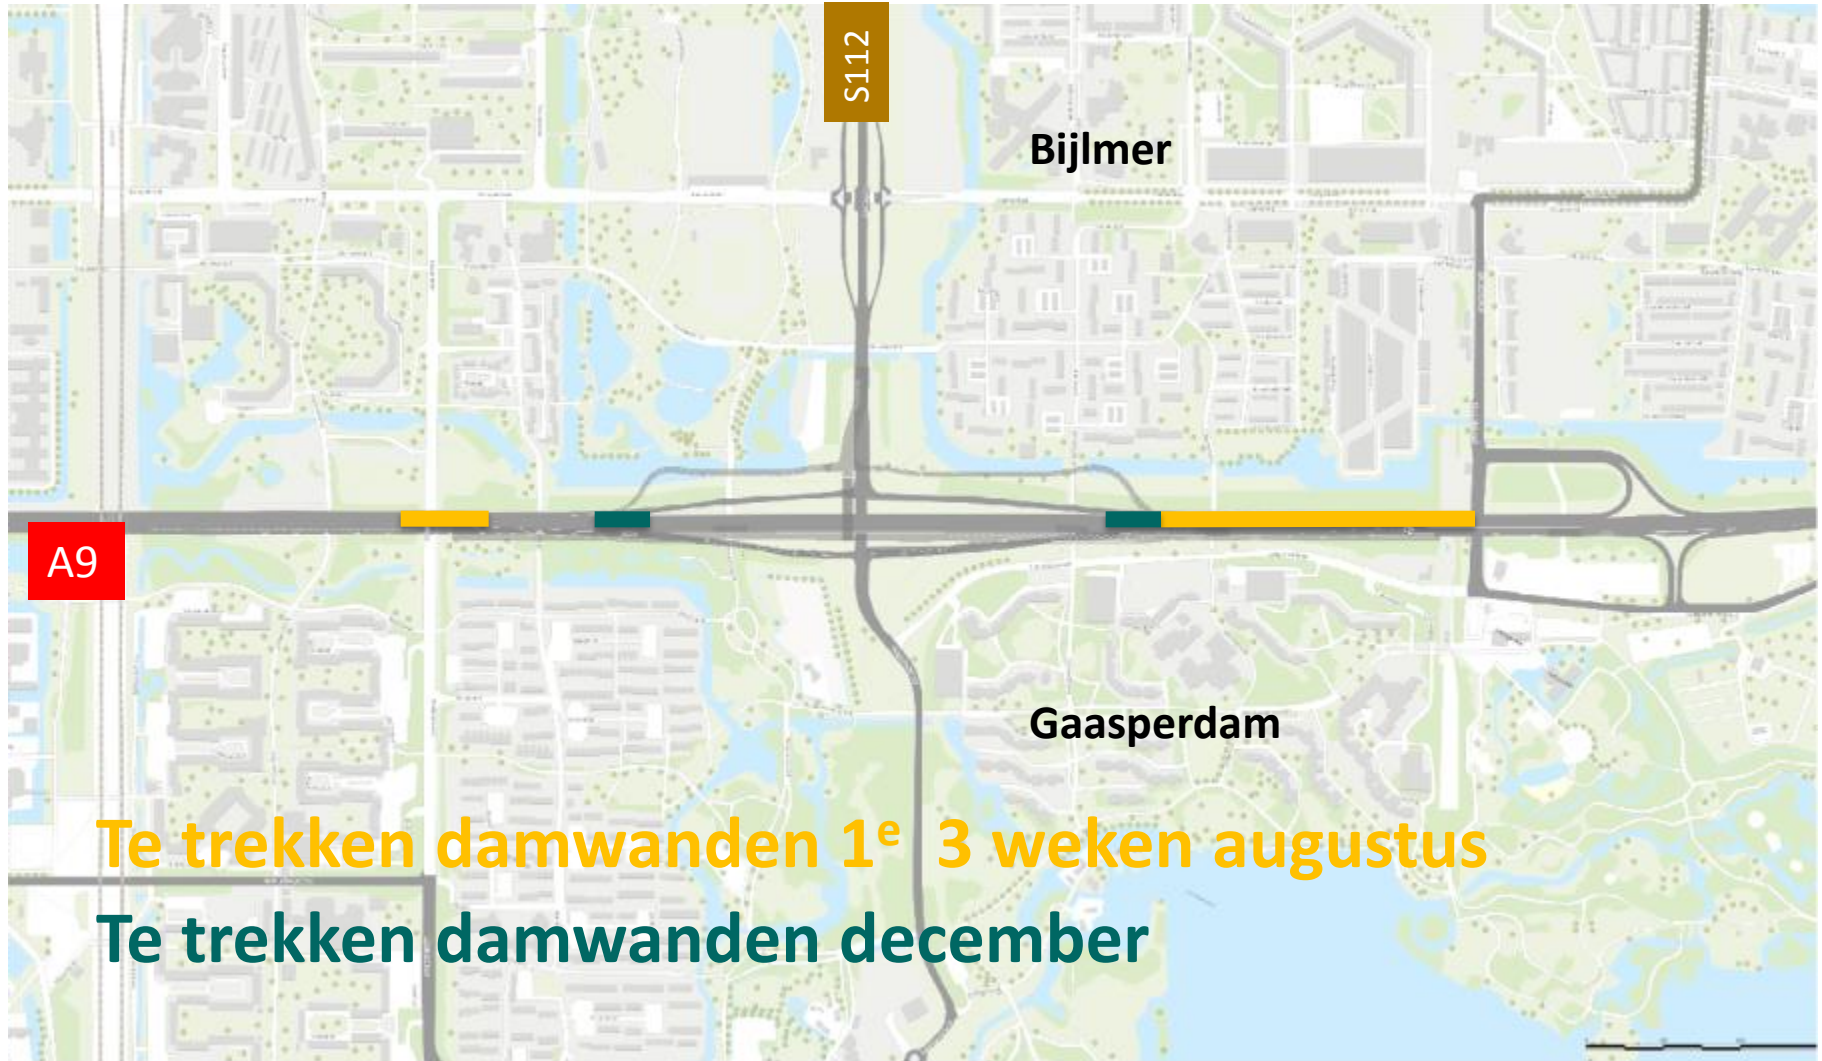 S112
Bijlmer
A9
Gaasperdam
Te trekken damwanden 1e 3 weken augustus
Te trekken damwanden december